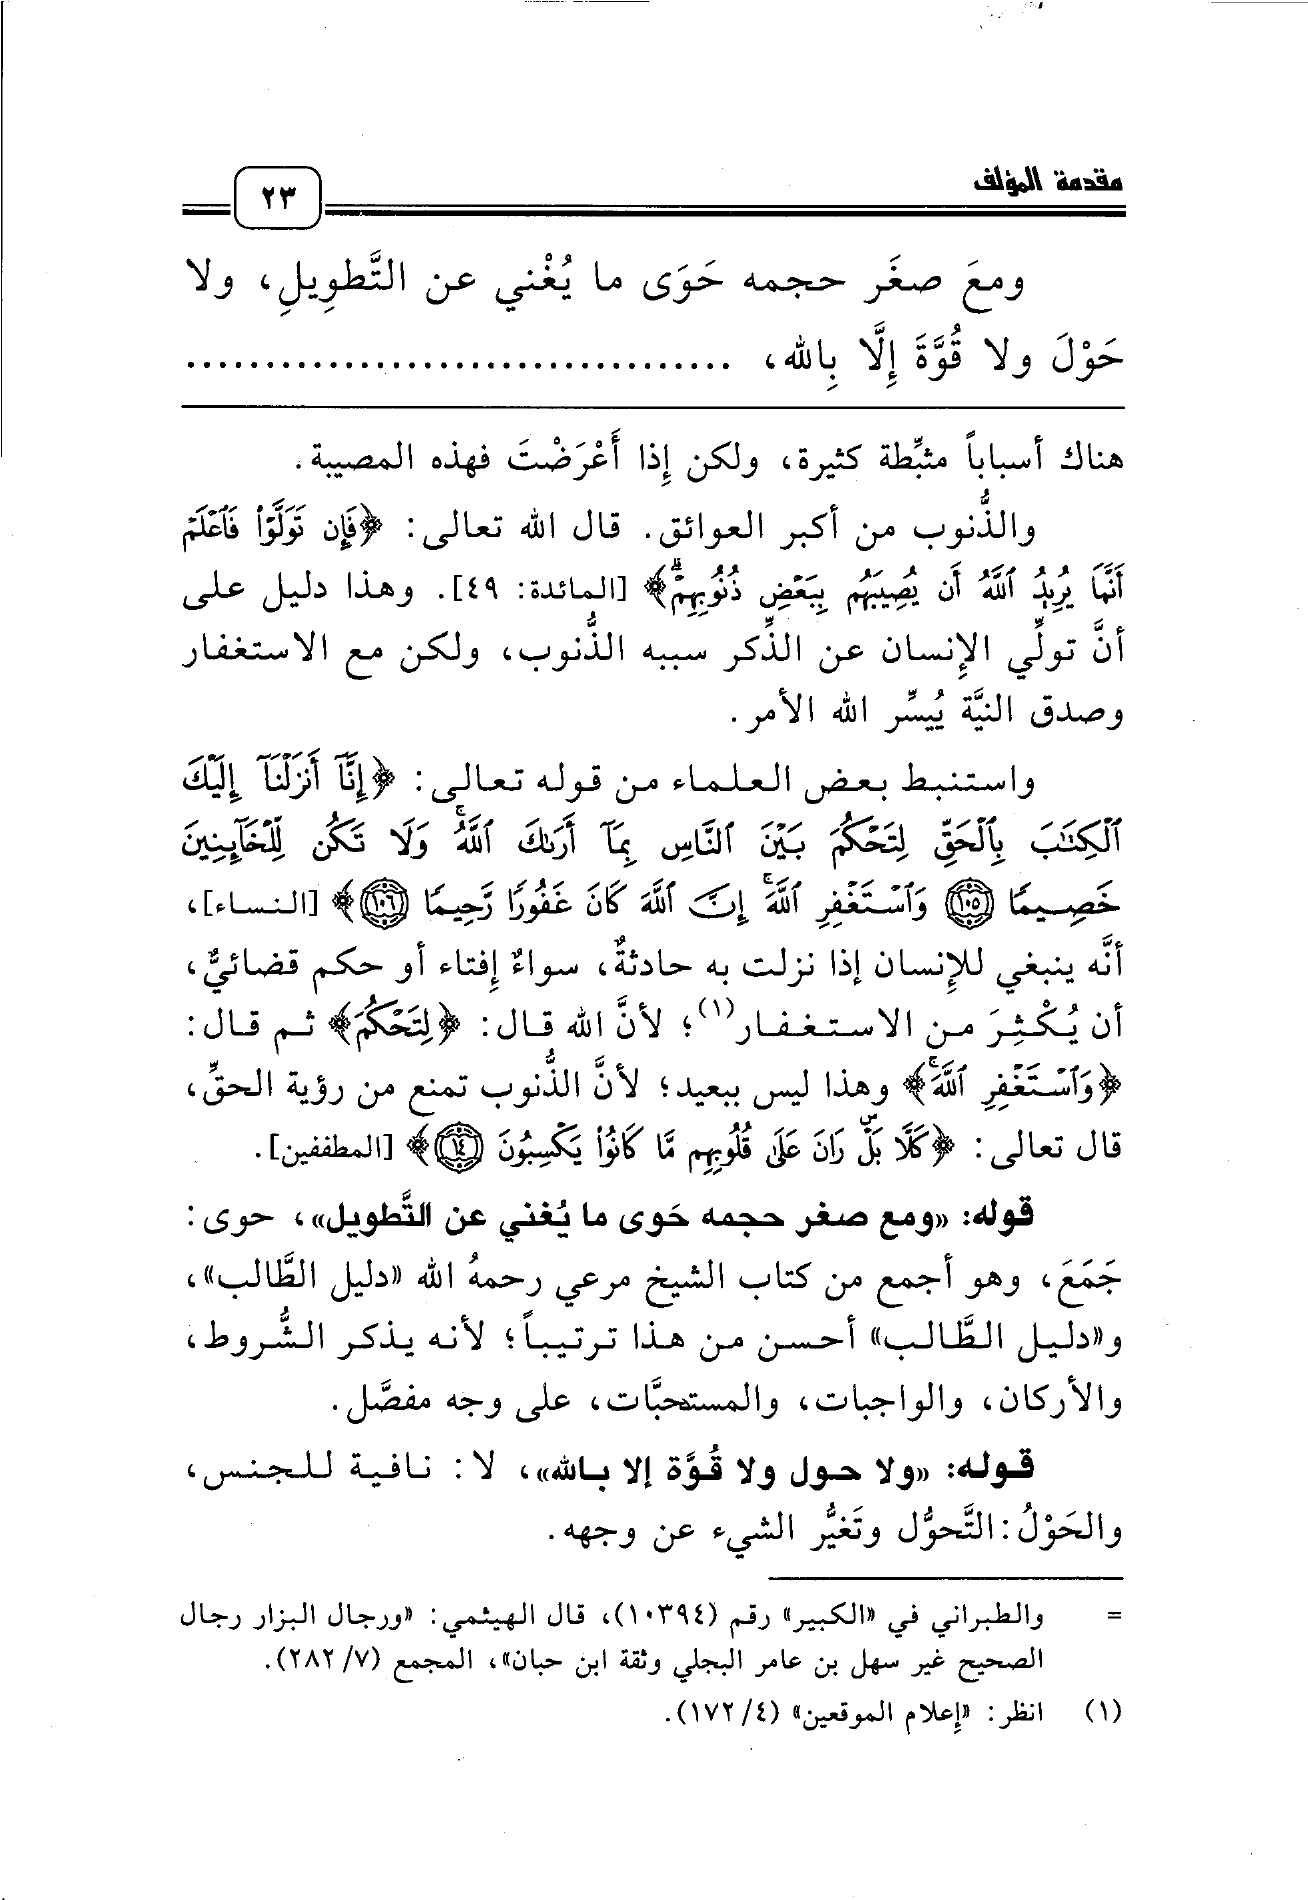 مقدمة المؤلف
٢٣
ومعَ صغَر حجمه حَوَى ما يُغْني عن التَّطوِيلِ، ولا
حَوْلَ ولا قُوَّةَ إِلَّا بِالله، ...................................
هناك أسباباً مثبِّطة كثيرة، ولكن إذا أَعْرَضْتَ فهذه المصيبة.
والذُّنوب من أكبر العوائق. قال الله تعالى: ﴿فَإِن تَوَلَّوْا۟ فَٱعْلَمْ
أَنَّمَا يُرِيدُ ٱللَّهُ أَن يُصِيبَهُم بِبَعْضِ ذُنُوبِهِمْ ۗ﴾ [المائدة: ٤٩]. وهذا دليل على
أنَّ تولِّي الإنسان عن الذِّكر سببه الذُّنوب، ولكن مع الاستغفار
وصدق النيَّة يُيسِّر الله الأمر.
واستنبط بعض العلماء من قوله تعالى: ﴿إِنَّآ أَنزَلْنَآ إِلَيْكَ
ٱلْكِتَٰبَ بِٱلْحَقِّ لِتَحْكُمَ بَيْنَ ٱلنَّاسِ بِمَآ أَرَىٰكَ ٱللَّهُ ۚ وَلَا تَكُن لِّلْخَآئِنِينَ
خَصِيمًا ١٠٥ وَٱسْتَغْفِرِ ٱللَّهَ ۖ إِنَّ ٱللَّهَ كَانَ غَفُورًا رَّحِيمًا ١٠٦﴾ [النساء]،
أنَّه ينبغي للإنسان إذا نزلت به حادثةٌ، سواءٌ إفتاء أو حكم قضائيٌّ،
أن يُكْثِرَ من الاستغفار(١)؛ لأنَّ الله قال: ﴿لِتَحْكُمَ﴾ ثم قال:
﴿وَٱسْتَغْفِرِ ٱللَّهَ ۖ﴾ وهذا ليس ببعيد؛ لأنَّ الذُّنوب تمنع من رؤية الحقِّ،
قال تعالى: ﴿كَلَّا بَلْ ۜ رَانَ عَلَىٰ قُلُوبِهِم مَّا كَانُوا۟ يَكْسِبُونَ ١٤﴾ [المطففين].
قوله: «ومع صغر حجمه حَوى ما يُغني عن التَّطويل»، حوى:
جَمَعَ، وهو أجمع من كتاب الشيخ مرعي رحمهُ الله «دليل الطَّالب»،
و«دليل الطَّالب» أحسن من هذا ترتيباً؛ لأنه يذكر الشُّروط،
والأركان، والواجبات، والمستحبَّات، على وجه مفصَّل.
قوله: «ولا حول ولا قُوَّة إلا بالله»، لا: نافية للجنس،
والحَوْلُ: التَّحوُّل وتَغيُّر الشيء عن وجهه.
= والطبراني في «الكبير» رقم (١٠٣٩٤)، قال الهيثمي: «ورجال البزار رجال
الصحيح غير سهل بن عامر البجلي وثقة ابن حبان»، المجمع (٧/ ٢٨٢).
(١) انظر: «إعلام الموقعين» (٤/ ١٧٢).